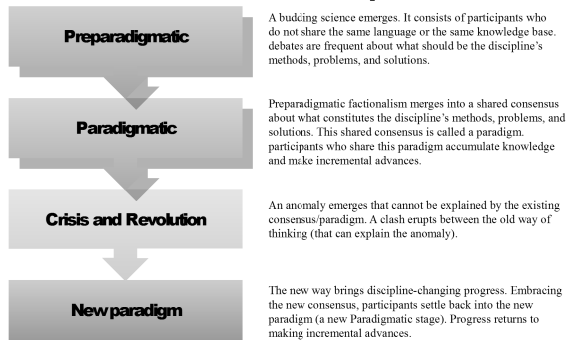 Preparadigmatic
A budding science emerges. It consists of participants who
do not share the same language or the same knowledge base.
debates are frequent about what should be the discipline's
methods, problems, and solutions.
Paradigmatic
Preparadigmatic factionalism merges into a shared consensus
about what constitutes the discipline's methods, problems, and
solutions. This shared consensus is called a paradigm.
participants who share this paradigm accumulate knowledge
and make incremental advances.
Crisis and Revolution
An anomaly emerges that cannot be explained by the existing
consensus/paradigm. A clash erupts between the old way of
thinking (that can explain the anomaly).
New paradigm
The new way brings discipline-changing progress. Embracing
the new consensus, participants settle back into the new
paradigm (a new Paradigmatic stage). Progress returns to
making incremental advances.